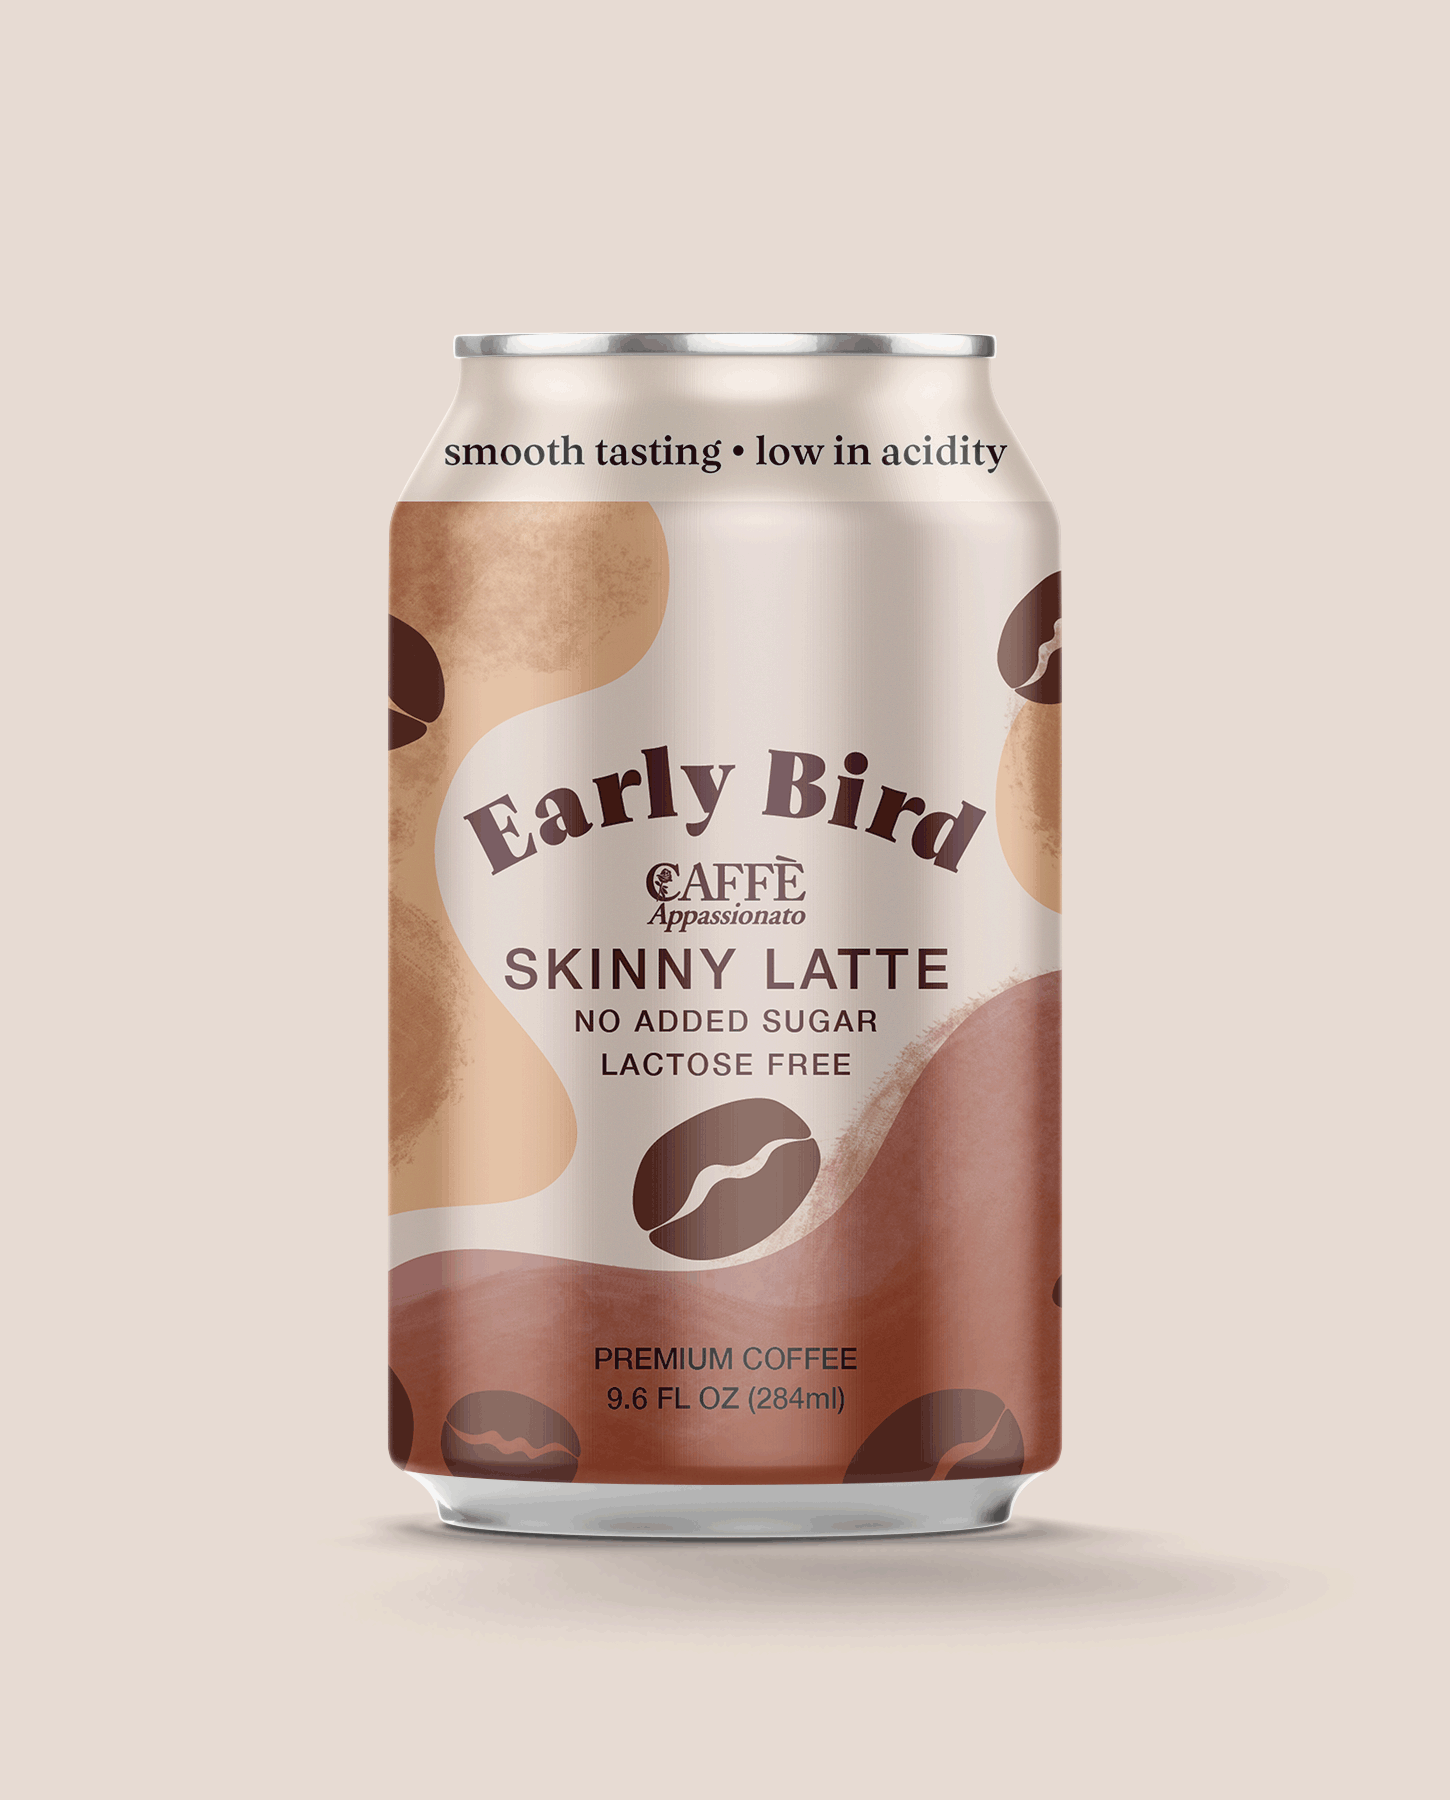 smooth tasting • low in acidity
Early Bird
CAFFÈ
Appassionato
SKINNY LATTE
NO ADDED SUGAR
LACTOSE FREE
PREMIUM COFFEE
9.6 FL OZ (284ml)